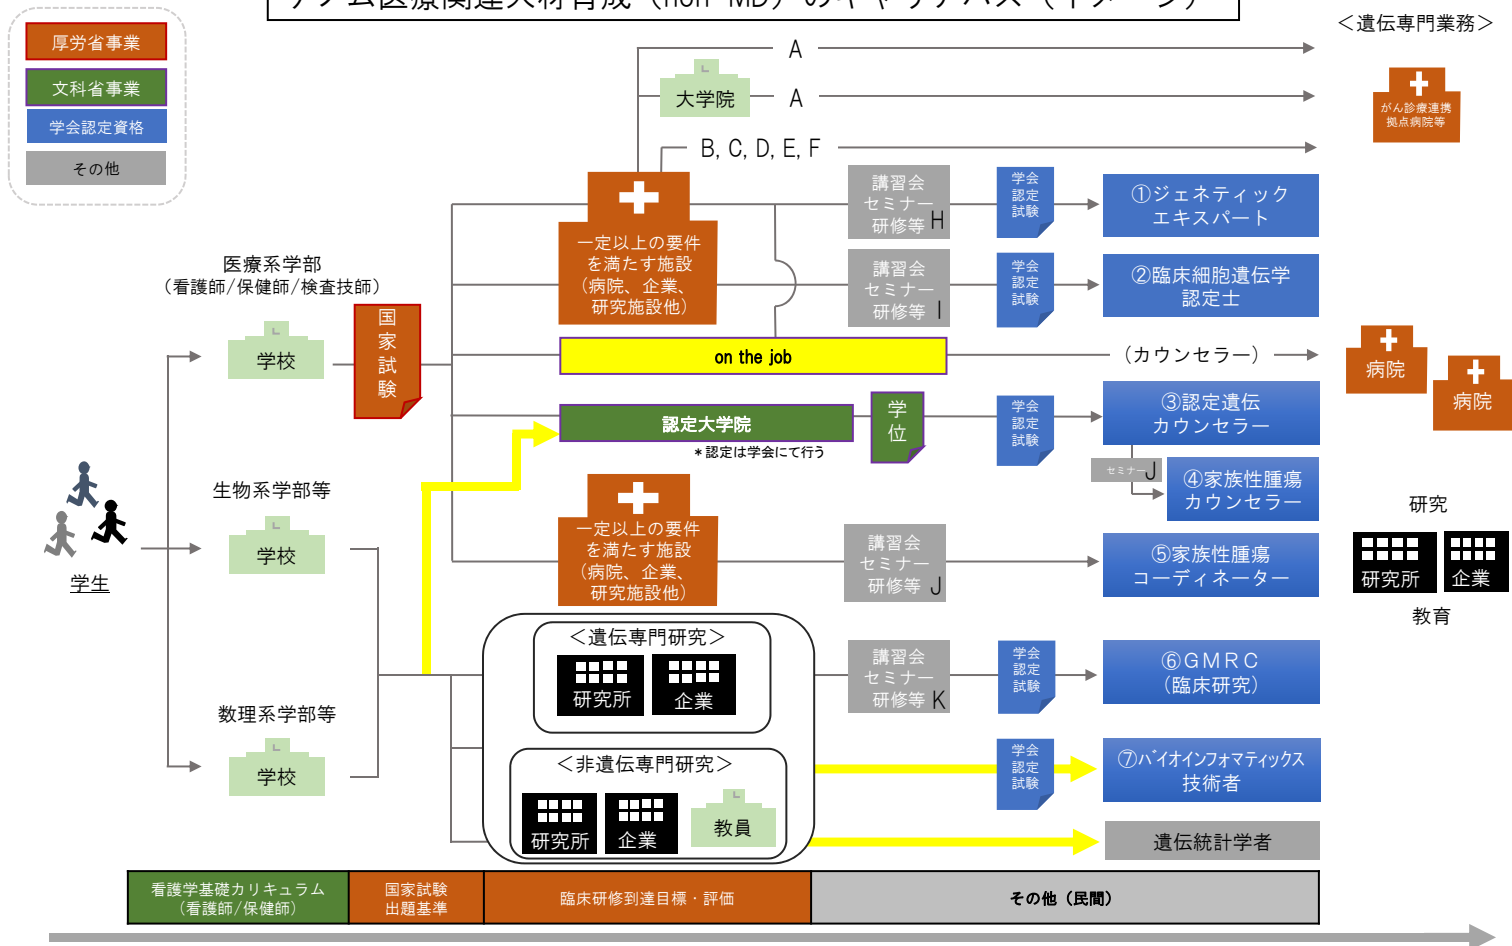 ゲノム医療関連人材育成（non-MD）のキャリアパス（イメージ）
厚労省事業
文科省事業
学会認定資格
その他
＜遺伝専門業務＞
A
大学院
A
B, C, D, E, F
がん診療連携
拠点病院等
一定以上の要件
を満たす施設
（病院、企業、
研究施設他）
講習会
セミナー
研修等 H
学会
認定
試験
①ジェネティック
エキスパート
講習会
セミナー
研修等 I
学会
認定
試験
②臨床細胞遺伝学
認定士
医療系学部
（看護師/保健師/検査技師）
学校
国
家
試
験
on the job
（カウンセラー）
病院
病院
認定大学院
＊認定は学会にて行う
学
位
学会
認定
試験
③認定遺伝
カウンセラー
セミナー J
④家族性腫瘍
カウンセラー
生物系学部等
学校
学生
一定以上の要件
を満たす施設
（病院、企業、
研究施設他）
講習会
セミナー
研修等 J
⑤家族性腫瘍
コーディネーター
研究
研究所
企業
教育
＜遺伝専門研究＞
研究所
企業
講習会
セミナー
研修等 K
学会
認定
試験
⑥ＧＭＲＣ
（臨床研究）
数理系学部等
学校
＜非遺伝専門研究＞
研究所
企業
教員
学会
認定
試験
⑦バイオインフォマティックス
技術者
遺伝統計学者
看護学基礎カリキュラム
（看護師/保健師）
国家試験
出題基準
臨床研修到達目標・評価
その他（民間）